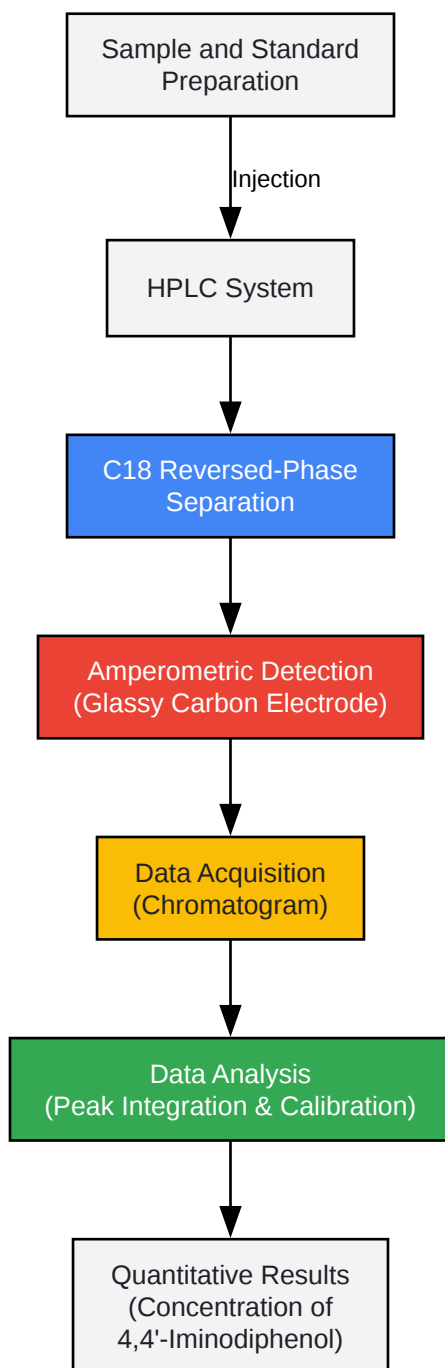 Sample and Standard
Preparation
Injection
HPLC System
C18 Reversed-Phase
Separation
Amperometric Detection
(Glassy Carbon Electrode)
Data Acquisition
(Chromatogram)
Data Analysis
(Peak Integration & Calibration)
Quantitative Results
(Concentration of
4,4'-Iminodiphenol)